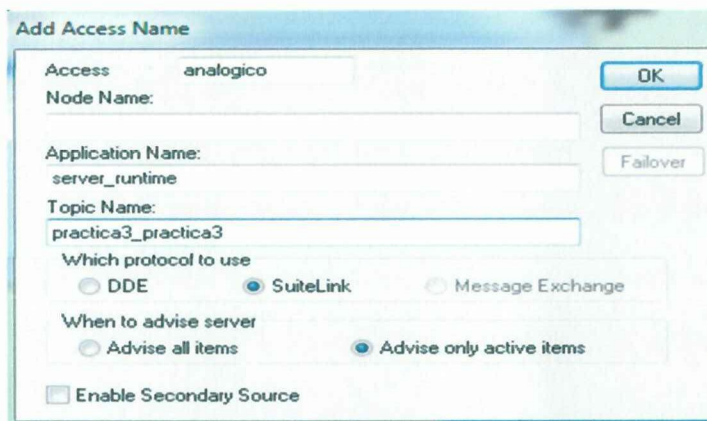 Add Access Name
Access analogico
OK
Node Name:
Cancel
Application Name:
Failover
server_runtime
Topic Name:
practica3_practica3
Which protocol to use
DDE SuiteLink Message Exchange
When to advise server
Advise all items Advise only active items
Enable Secondary Source